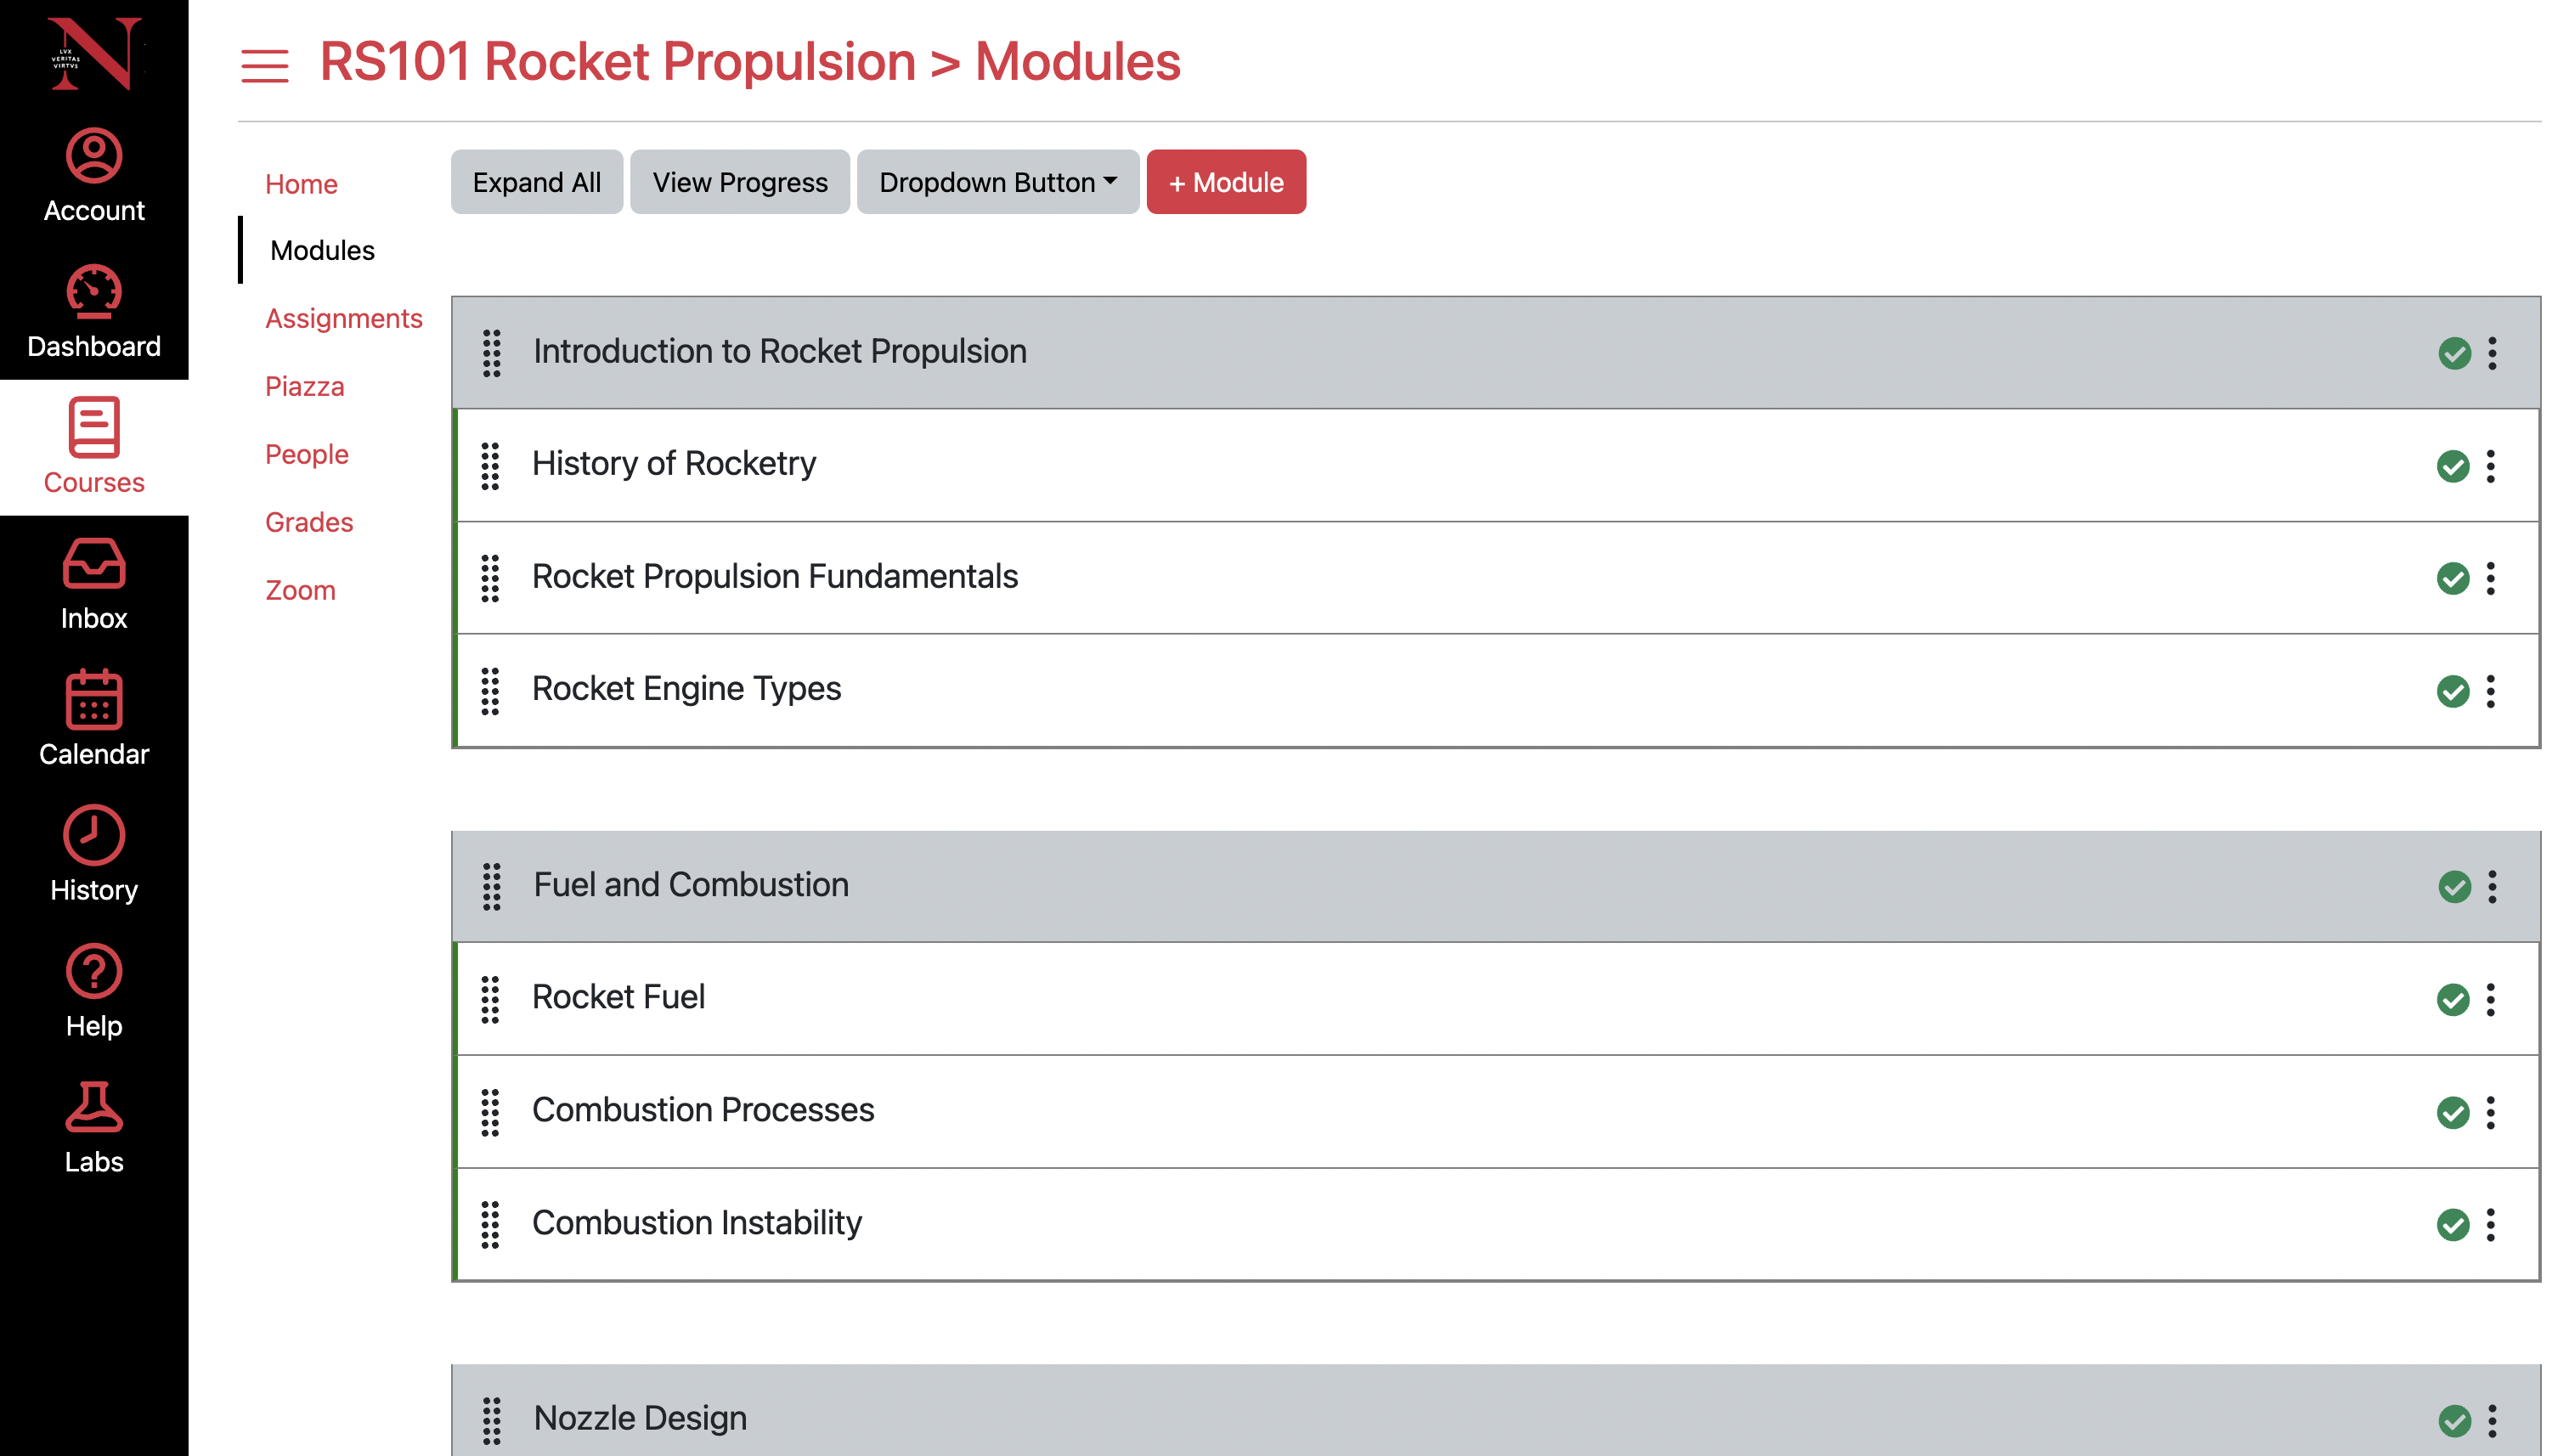 LVX
VERITAS
VIRTVS
Account
Dashboard
Courses
Inbox
Calendar
History
Help
Labs
RS101 Rocket Propulsion > Modules
Home
Modules
Assignments
Piazza
People
Grades
Zoom
Expand All
View Progress
Dropdown Button
+ Module
Introduction to Rocket Propulsion
History of Rocketry
Rocket Propulsion Fundamentals
Rocket Engine Types
Fuel and Combustion
Rocket Fuel
Combustion Processes
Combustion Instability
Nozzle Design